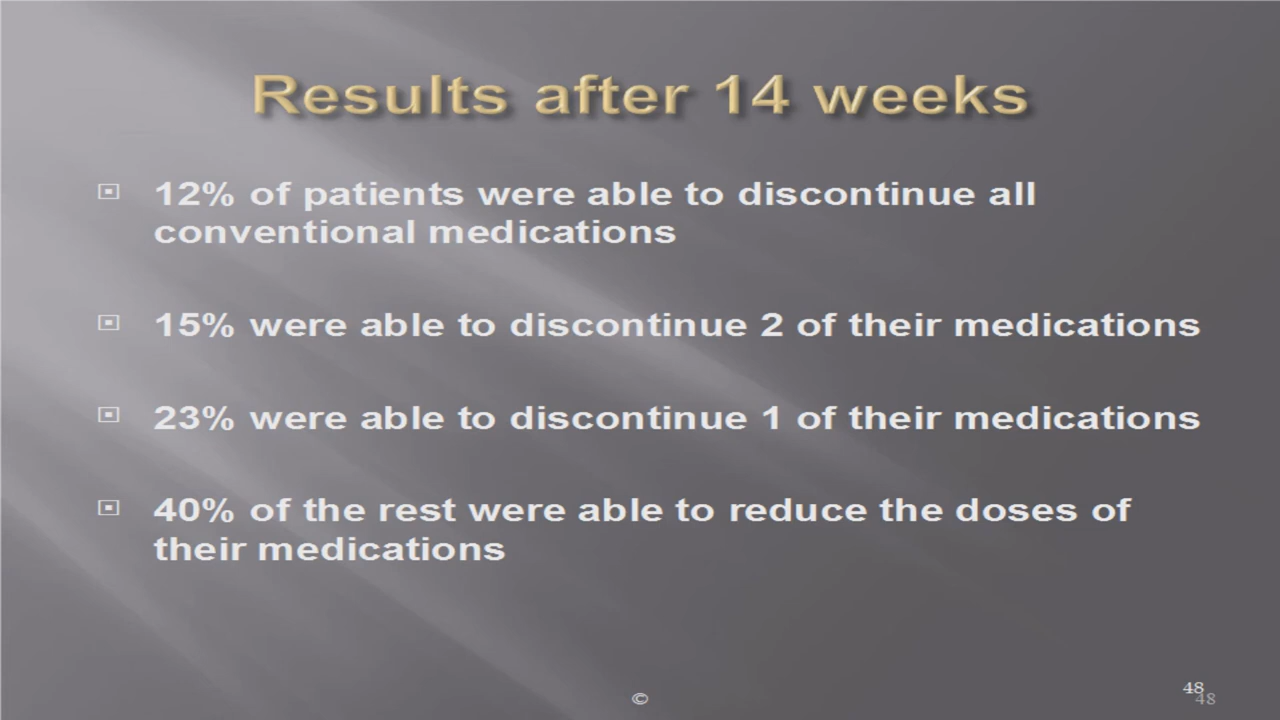 Results after 14 weeks
12% of patients were able to discontinue all
conventional medications
15% were able to discontinue 2 of their medications
23% were able to discontinue 1 of their medications
40% of the rest were able to reduce the doses of
their medications
©
48
48